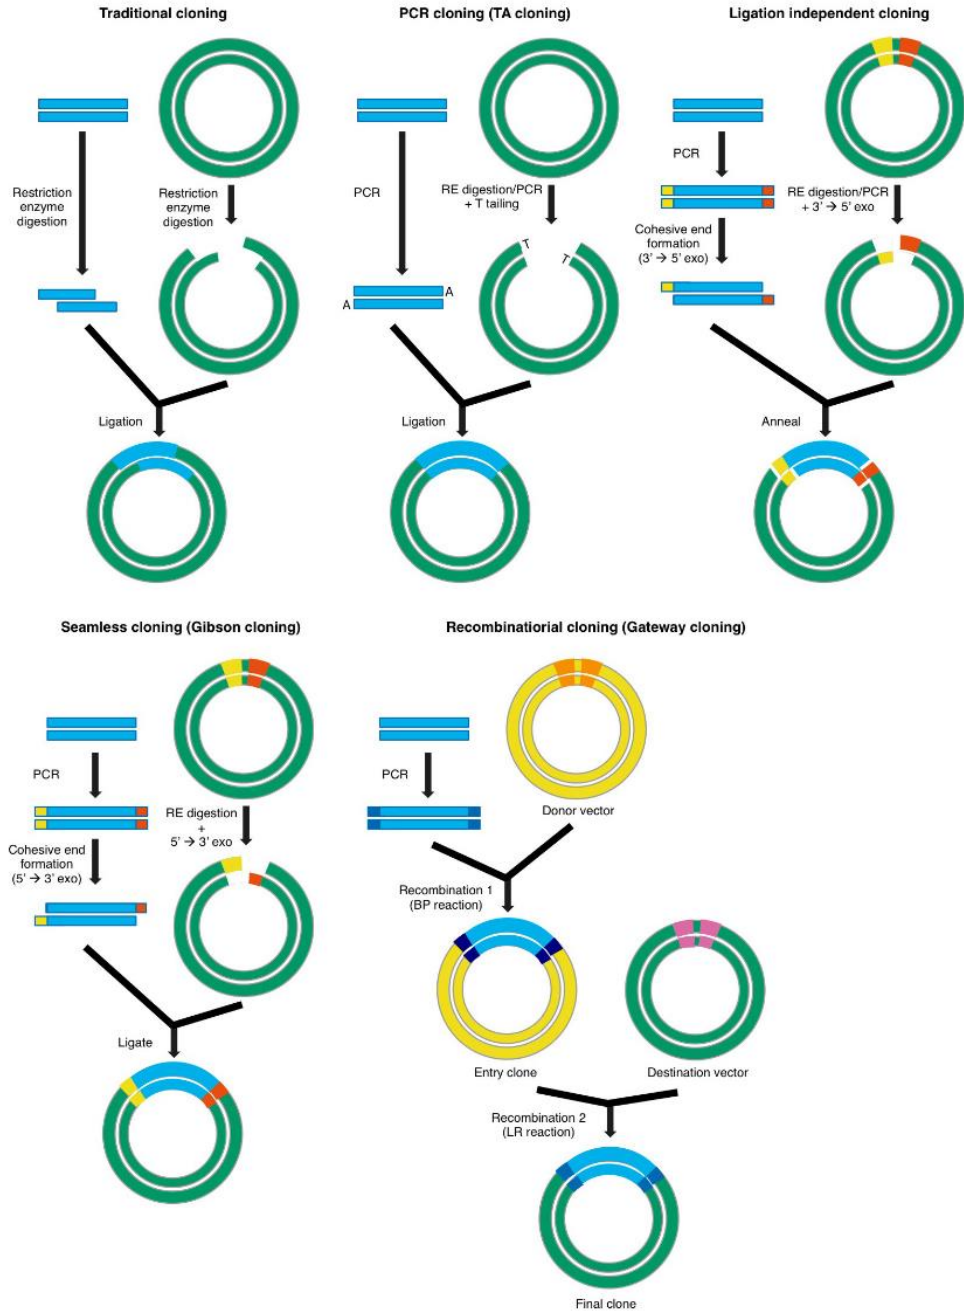 Traditional cloning
Restriction
enzyme
digestion
Restriction
enzyme
digestion
Ligation
PCR cloning (TA cloning)
PCR
RE digestion/PCR
+ T tailing
T
T
A
A
Ligation
Ligation independent cloning
PCR
RE digestion/PCR
+ 3' → 5' exo
Cohesive end
formation
(3' → 5' exo)
Anneal
Seamless cloning (Gibson cloning)
PCR
RE digestion
+
5' → 3' exo
Cohesive end
formation
(5' → 3' exo)
Ligate
Recombinatiorial cloning (Gateway cloning)
PCR
Donor vector
Recombination 1
(BP reaction)
Entry clone
Destination vector
Recombination 2
(LR reaction)
Final clone